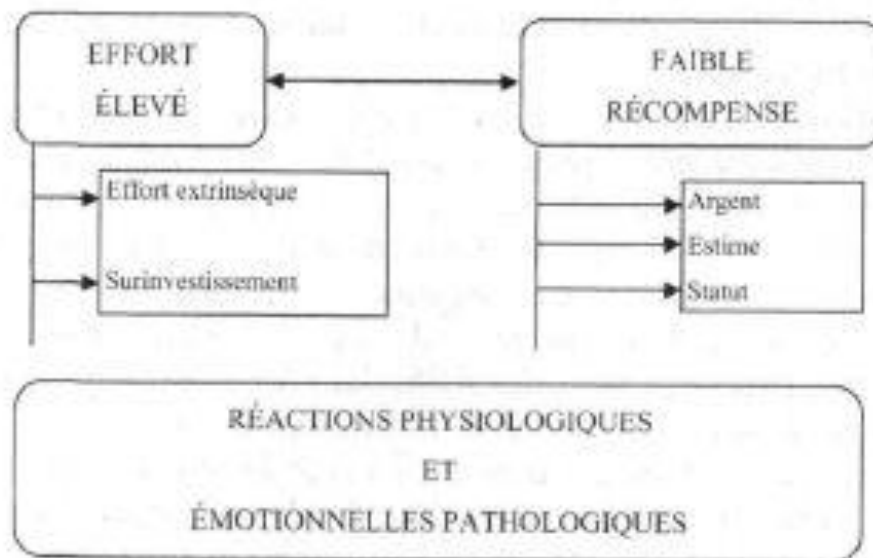 EFFORT
ÉLEVÉ
FAIBLE
RÉCOMPENSE
Effort extrinsèque
Surinvestissement
Argent
Estime
Statut
RÉACTIONS PHYSIOLOGIQUES
ET
ÉMOTIONNELLES PATHOLOGIQUES